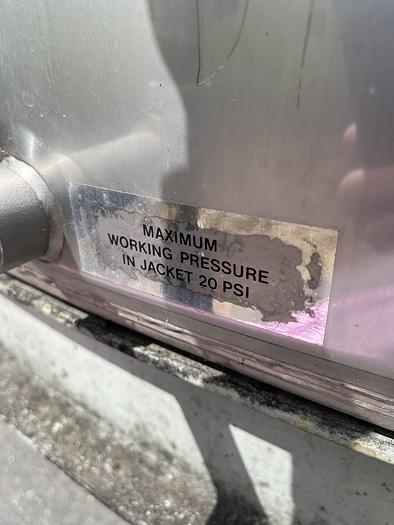 MAXIMUM
WORKING PRESSURE
IN JACKET 20 PSI